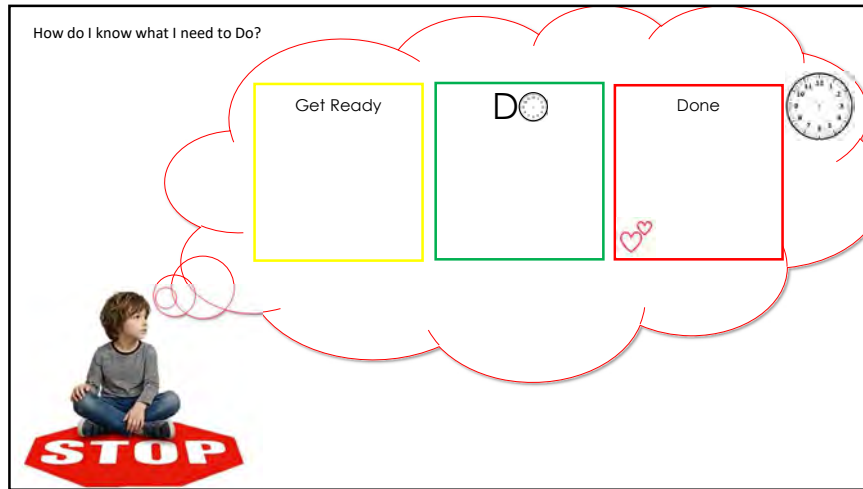 How do I know what I need to Do?
Get Ready
DO
Done
STOP